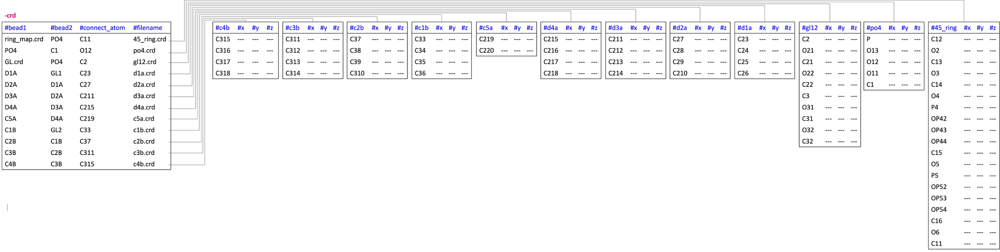 -crd
#bead1 #bead2 #connect_atom #filename
ring_map.crd PO4 C11 45_ring.crd
PO4 C1 O12 po4.crd
GL.crd PO4 C2 gl12.crd
D1A GL1 C23 d1a.crd
D2A D1A C27 d2a.crd
D3A D2A C211 d3a.crd
D4A D3A C215 d4a.crd
C5A D4A C219 c5a.crd
C1B GL2 C33 c1b.crd
C2B C1B C37 c2b.crd
C3B C2B C311 c3b.crd
C4B C3B C315 c4b.crd
#c4b #x #y #z
C315 --- --- ---
C316 --- --- ---
C317 --- --- ---
C318 --- --- ---
#c3b #x #y #z
C311 --- --- ---
C312 --- --- ---
C313 --- --- ---
C314 --- --- ---
#c2b #x #y #z
C37 --- --- ---
C38 --- --- ---
C39 --- --- ---
C310 --- --- ---
#c1b #x #y #z
C33 --- --- ---
C34 --- --- ---
C35 --- --- ---
C36 --- --- ---
#c5a #x #y #z
C219 --- --- ---
C220 --- --- ---
#d4a #x #y #z
C215 --- --- ---
C216 --- --- ---
C217 --- --- ---
C218 --- --- ---
#d3a #x #y #z
C211 --- --- ---
C212 --- --- ---
C213 --- --- ---
C214 --- --- ---
#d2a #x #y #z
C27 --- --- ---
C28 --- --- ---
C29 --- --- ---
C210 --- --- ---
#d1a #x #y #z
C23 --- --- ---
C24 --- --- ---
C25 --- --- ---
C26 --- --- ---
#gl12 #x #y #z
C2 --- --- ---
O21 --- --- ---
C21 --- --- ---
O22 --- --- ---
C22 --- --- ---
C3 --- --- ---
O31 --- --- ---
C31 --- --- ---
O32 --- --- ---
C32 --- --- ---
#po4 #x #y #z
P --- --- ---
O13 --- --- ---
O12 --- --- ---
O11 --- --- ---
C1 --- --- ---
#45_ring #x #y #z
C12 --- --- ---
O2 --- --- ---
C13 --- --- ---
O3 --- --- ---
C14 --- --- ---
O4 --- --- ---
P4 --- --- ---
OP42 --- --- ---
OP43 --- --- ---
OP44 --- --- ---
C15 --- --- ---
O5 --- --- ---
P5 --- --- ---
OP52 --- --- ---
OP53 --- --- ---
OP54 --- --- ---
C16 --- --- ---
O6 --- --- ---
C11 --- --- ---